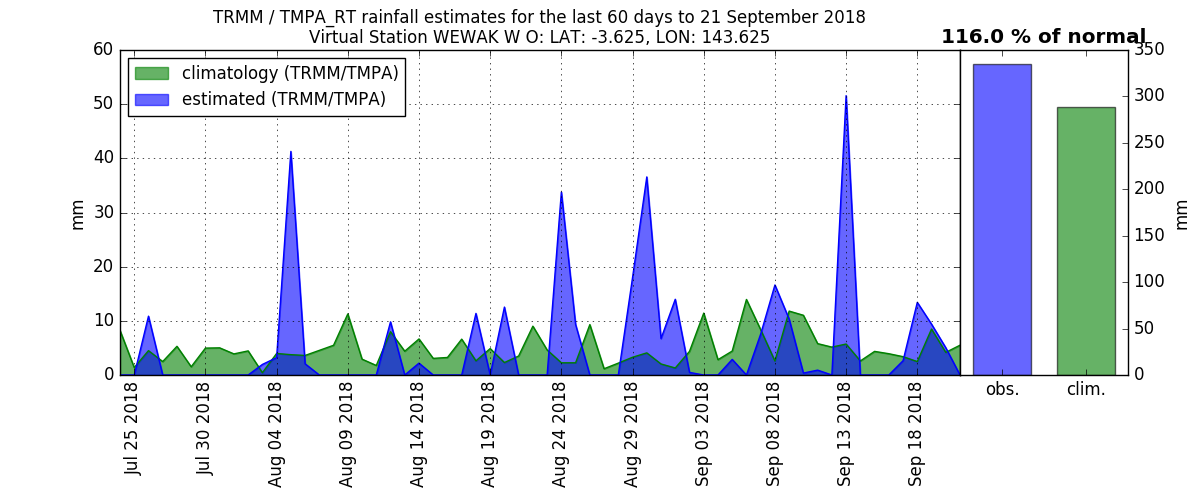 TRMM / TMPA_RT rainfall estimates for the last 60 days to 21 September 2018
Virtual Station WEWAK W O: LAT: -3.625, LON: 143.625
116.0 % of normal
climatology (TRMM/TMPA)
estimated (TRMM/TMPA)
60
50
40
30
20
10
0
mm
Jul 25 2018
Jul 30 2018
Aug 04 2018
Aug 09 2018
Aug 14 2018
Aug 19 2018
Aug 24 2018
Aug 29 2018
Sep 03 2018
Sep 08 2018
Sep 13 2018
Sep 18 2018
350
300
250
200
150
100
50
0
mm
obs.
clim.